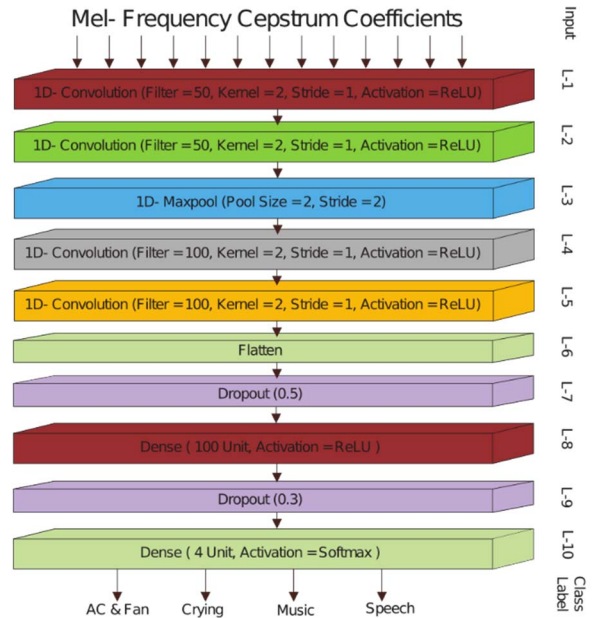 Mel- Frequency Cepstrum Coefficients
Input
1D- Convolution (Filter = 50, Kernel = 2, Stride = 1, Activation = ReLU)
L-1
1D- Convolution (Filter = 50, Kernel = 2, Stride = 1, Activation = ReLU)
L-2
1D- Maxpool (Pool Size = 2, Stride = 2)
L-3
1D- Convolution (Filter = 100, Kernel = 2, Stride = 1, Activation = ReLU)
L-4
1D- Convolution (Filter = 100, Kernel = 2, Stride = 1, Activation = ReLU)
L-5
Flatten
L-6
Dropout (0.5)
L-7
Dense ( 100 Unit, Activation = ReLU )
L-8
Dropout (0.3)
L-9
Dense ( 4 Unit, Activation = Softmax )
L-10
AC & Fan
Crying
Music
Speech
Class
Label